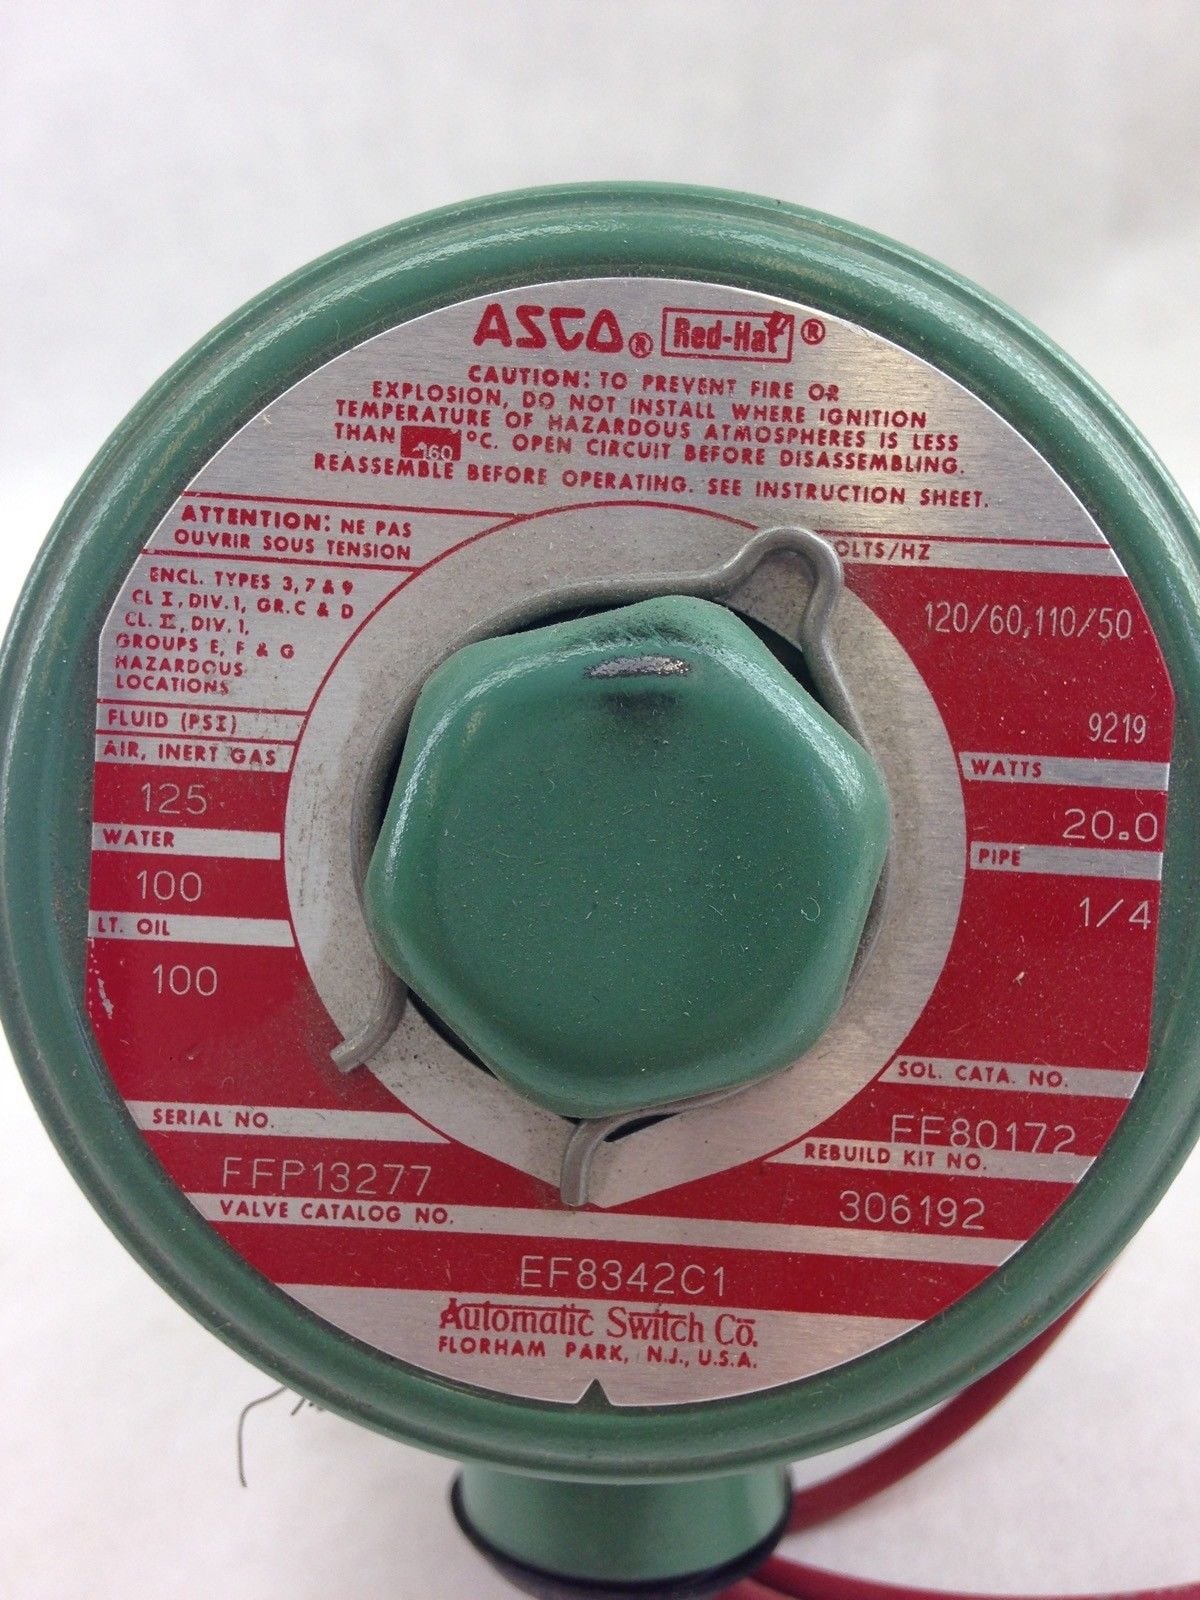 ASCO® Red-Hat®
CAUTION: TO PREVENT FIRE OR
EXPLOSION, DO NOT INSTALL WHERE IGNITION
TEMPERATURE OF HAZARDOUS ATMOSPHERES IS LESS
THAN 160 °C. OPEN CIRCUIT BEFORE DISASSEMBLING.
REASSEMBLE BEFORE OPERATING. SEE INSTRUCTION SHEET.
ATTENTION: NE PAS
OUVRIR SOUS TENSION
ENCL. TYPES 3, 7 & 9
CL I, DIV. 1, GR. C & D
CL. II, DIV. 1,
GROUPS E, F & G
HAZARDOUS
LOCATIONS
FLUID (PSI)
AIR, INERT GAS
125
WATER
100
LT. OIL
100
OLTS/HZ
120/60,110/50
9219
WATTS
20.0
PIPE
1/4
SOL. CATA. NO.
EF80172
REBUILD KIT NO.
306192
SERIAL NO.
FFP13277
VALVE CATALOG NO.
EF8342C1
Automatic Switch Co.
FLORHAM PARK, N.J., U.S.A.